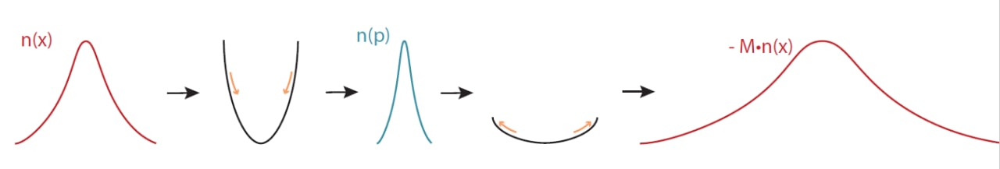 n(x)
n(p)
- M•n(x)